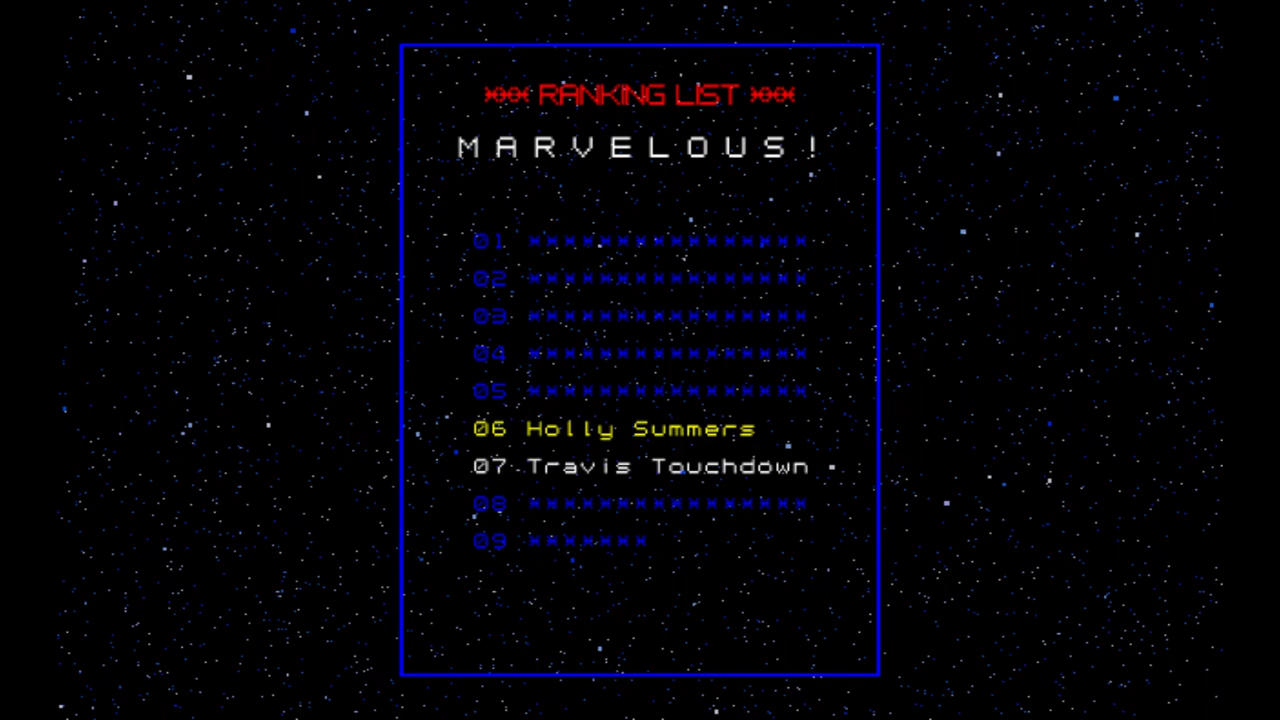 *** RANKING LIST ***
MARVELOUS!
01 ****************
02 ****************
03 ****************
04 ****************
05 ****************
06 Holly Summers
07 Travis Touchdown
08 ****************
09 *******